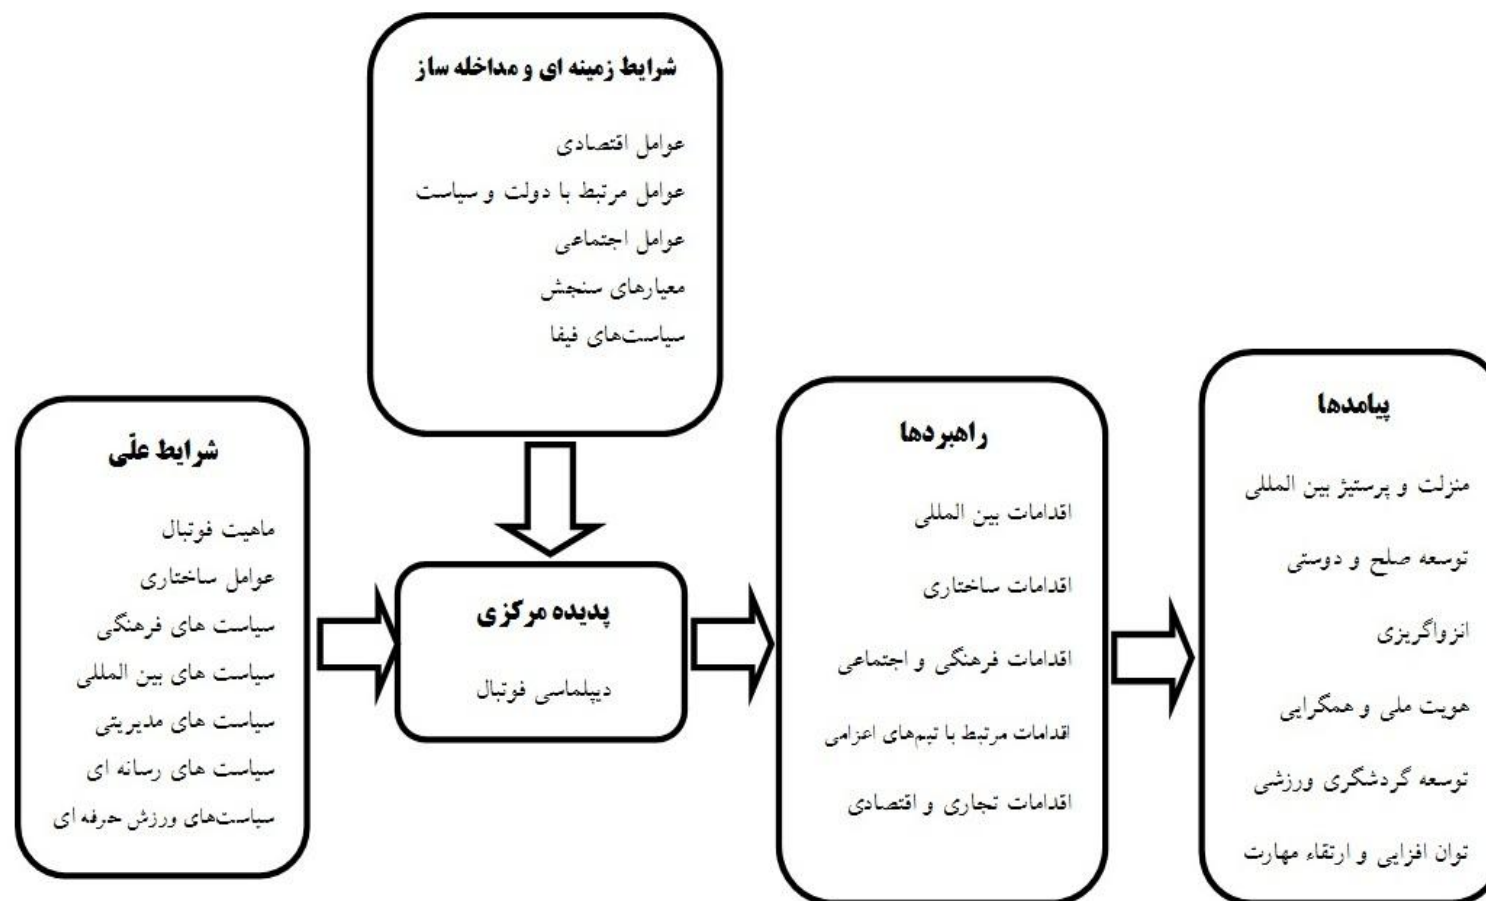 شرایط زمینه ای و مداخله ساز
عوامل اقتصادی
عوامل مرتبط با دولت و سیاست
عوامل اجتماعی
معیارهای سنجش
سیاست‌های فیفا
شرایط علّی
ماهیت فوتبال
عوامل ساختاری
سیاست های فرهنگی
سیاست های بین المللی
سیاست های مدیریتی
سیاست های رسانه ای
سیاست‌های ورزش حرفه ای
پدیده مرکزی
دیپلماسی فوتبال
راهبردها
اقدامات بین المللی
اقدامات ساختاری
اقدامات فرهنگی و اجتماعی
اقدامات مرتبط با تیم‌های اعزامی
اقدامات تجاری و اقتصادی
پیامدها
منزلت و پرستیژ بین المللی
توسعه صلح و دوستی
انزواگریزی
هویت ملی و همگرایی
توسعه گردشگری ورزشی
توان افزایی و ارتقاء مهارت